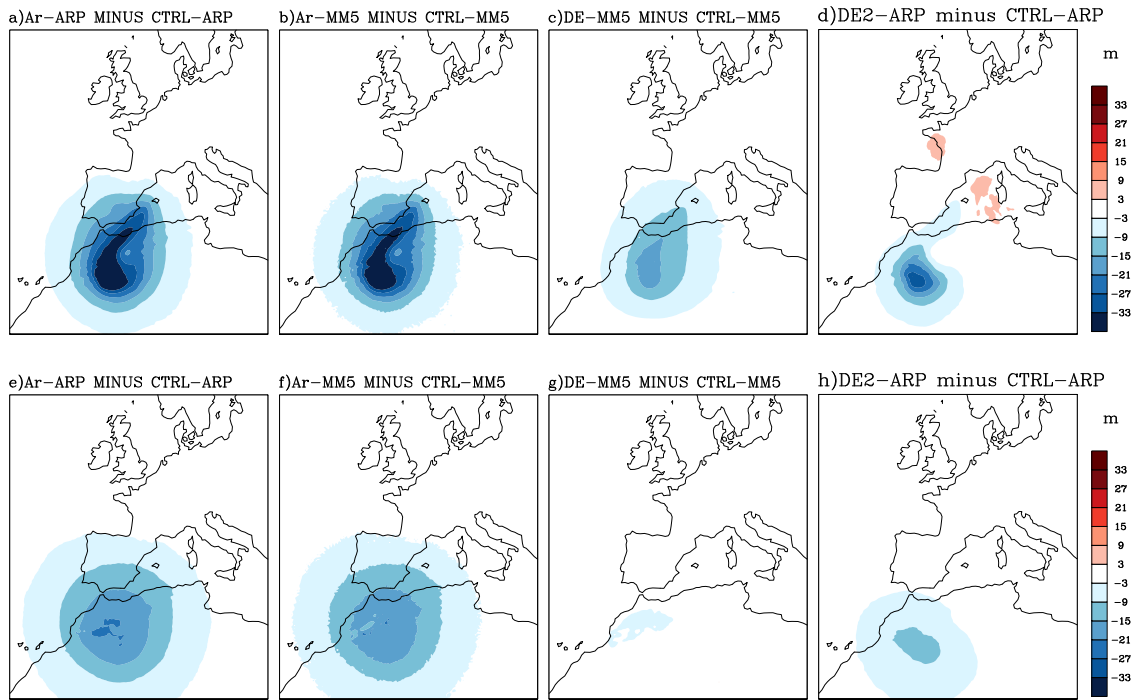 a)Ar-ARP MINUS CTRL-ARP
b)Ar-MM5 MINUS CTRL-MM5
c)DE-MM5 MINUS CTRL-MM5
d)DE2-ARP minus CTRL-ARP
m
33
27
21
15
9
3
-3
-9
-15
-21
-27
-33
e)Ar-ARP MINUS CTRL-ARP
f)Ar-MM5 MINUS CTRL-MM5
g)DE-MM5 MINUS CTRL-MM5
h)DE2-ARP minus CTRL-ARP
m
33
27
21
15
9
3
-3
-9
-15
-21
-27
-33